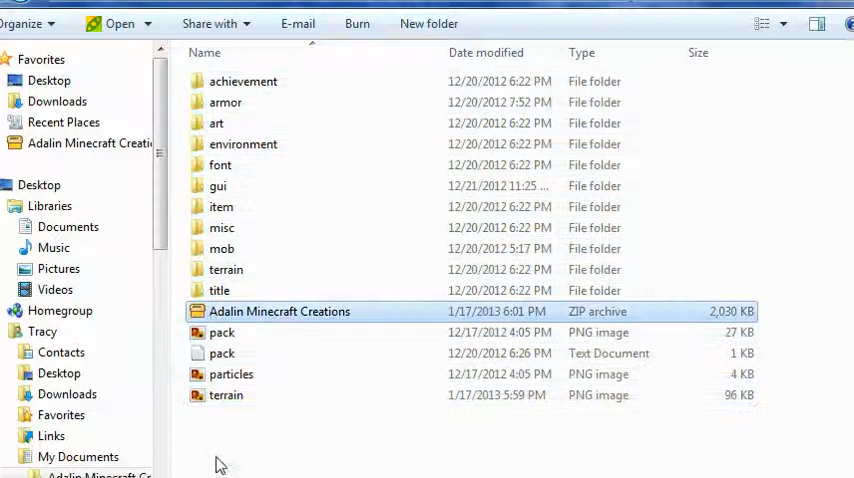 Organize Open Share with E-mail Burn New folder
Name Date modified Type Size
Favorites
Desktop
Downloads
Recent Places
Adalin Minecraft Creati
Desktop
Libraries
Documents
Music
Pictures
Videos
Homegroup
Tracy
Contacts
Desktop
Downloads
Favorites
Links
My Documents
Adalin Minecraft Cr
achievement 12/20/2012 6:22 PM File folder
armor 12/20/2012 7:52 PM File folder
art 12/20/2012 6:22 PM File folder
environment 12/20/2012 6:22 PM File folder
font 12/20/2012 6:22 PM File folder
gui 12/21/2012 11:25 ... File folder
item 12/20/2012 6:22 PM File folder
misc 12/20/2012 6:22 PM File folder
mob 12/20/2012 5:17 PM File folder
terrain 12/20/2012 6:22 PM File folder
title 12/20/2012 6:22 PM File folder
Adalin Minecraft Creations 1/17/2013 6:01 PM ZIP archive 2,030 KB
pack 12/17/2012 4:05 PM PNG image 27 KB
pack 12/20/2012 6:26 PM Text Document 1 KB
particles 12/17/2012 4:05 PM PNG image 4 KB
terrain 1/17/2013 5:59 PM PNG image 96 KB